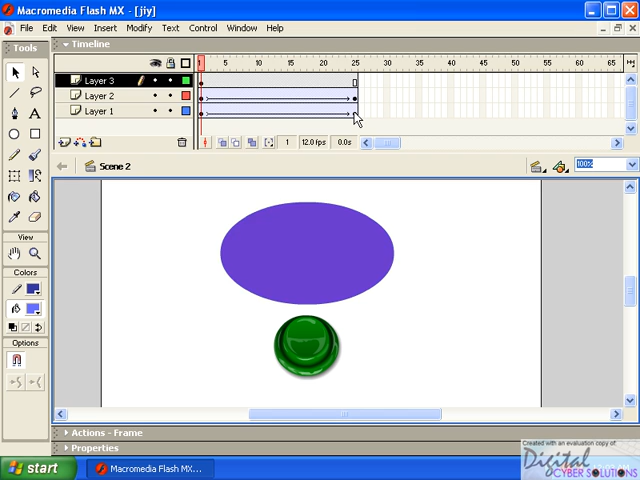 Macromedia Flash MX - [jiy]
File Edit View Insert Modify Text Control Window Help
Tools
Timeline
1 5 10 15 20 25 30 35 40 45 50 55 60 65
Layer 3
Layer 2
Layer 1
1 12.0 fps 0.0s
Scene 2
100%
View
Colors
Options
Actions - Frame
Properties
start
Macromedia Flash MX...
Created with an evaluation copy of
Digital
CYBER SOLUTIONS